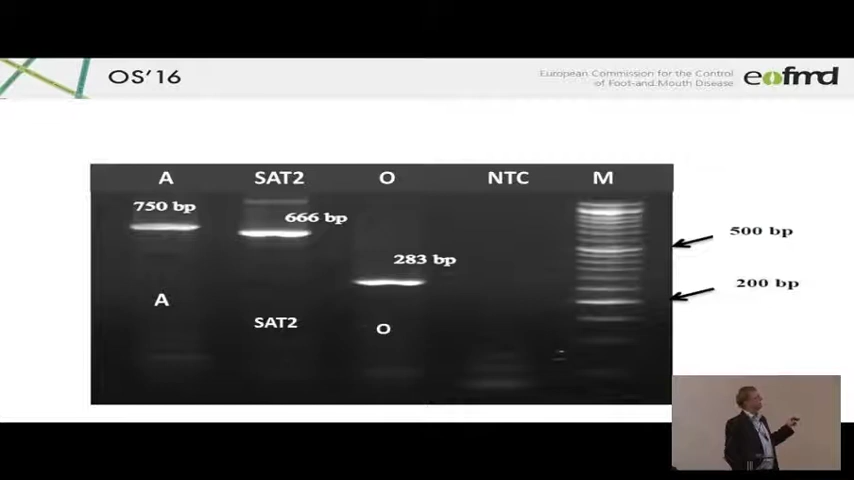 OS'16
European Commission for the Control
of Foot-and-Mouth Disease
eofmd
A SAT2 O NTC M
750 bp
666 bp
500 bp
283 bp
200 bp
A
SAT2
O